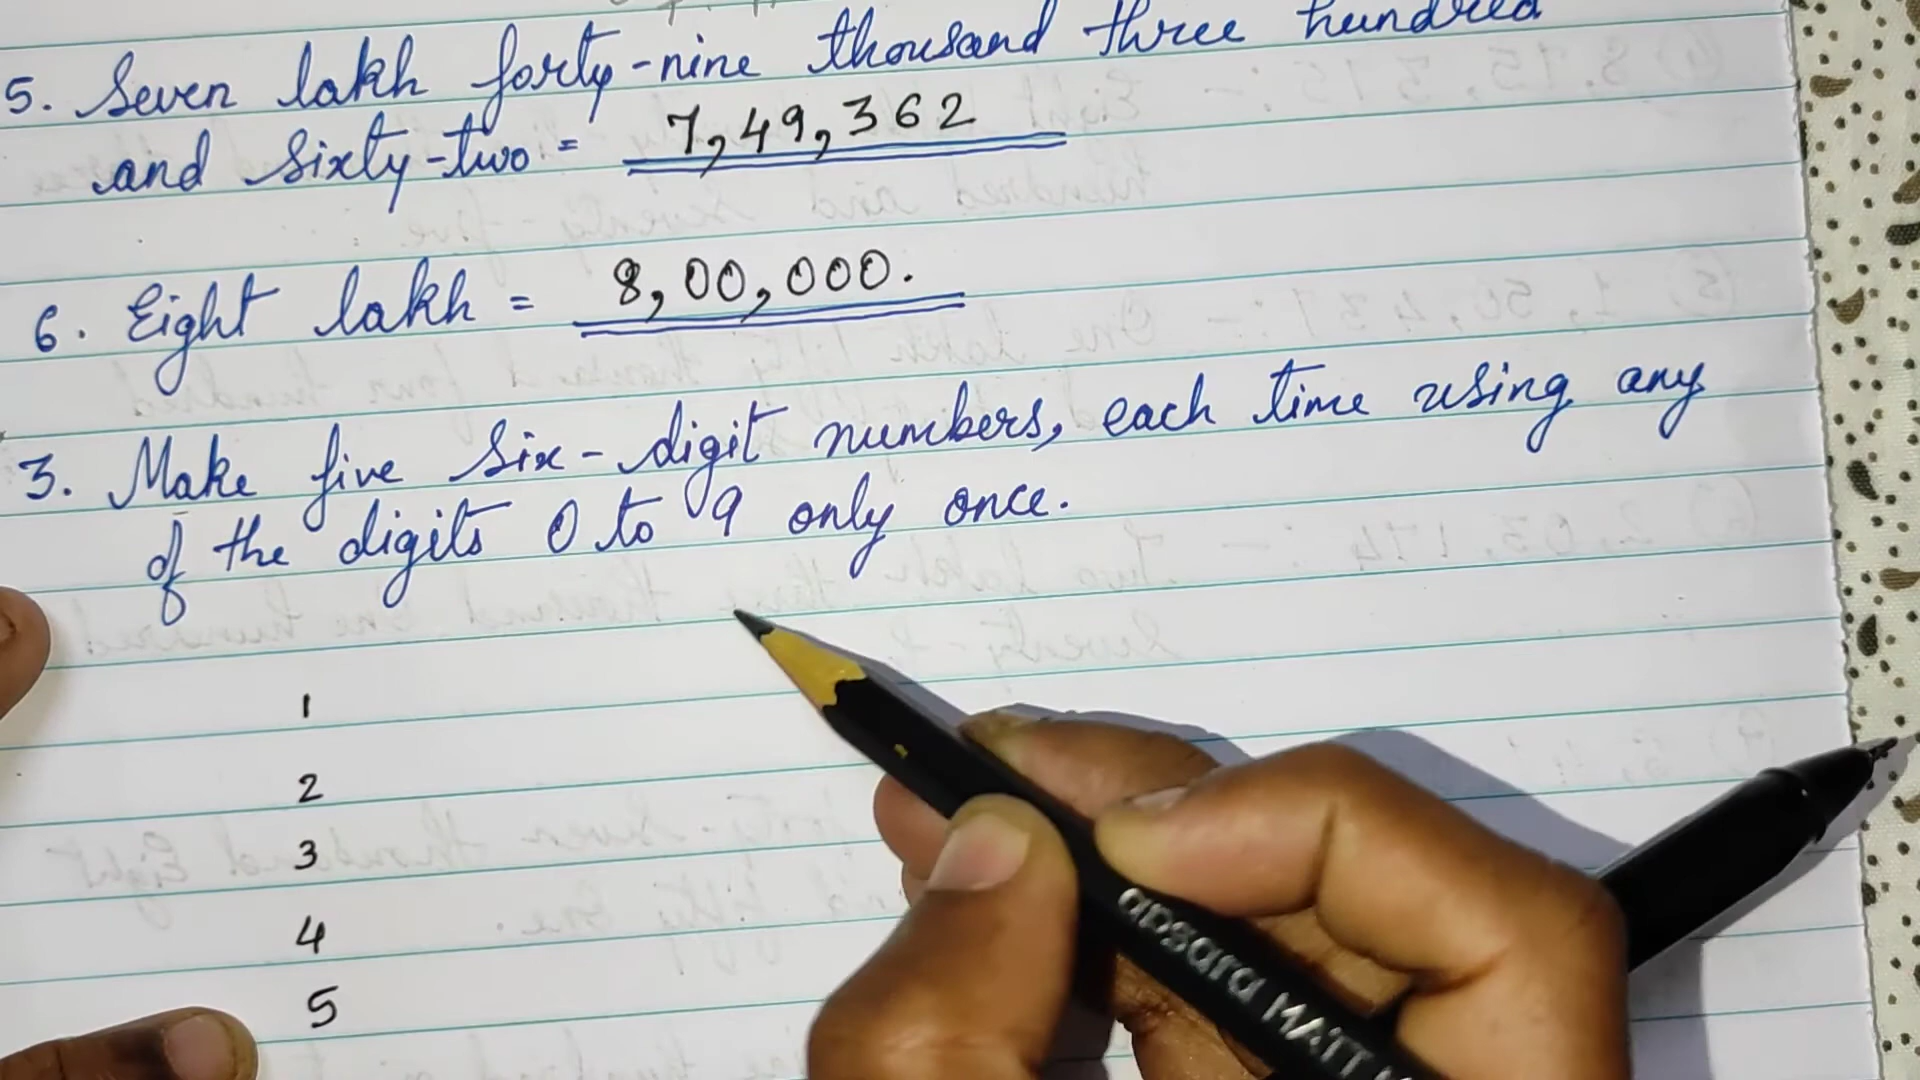 5. Seven lakh forty-nine thousand three hundred
and sixty-two = 7,49,362
6. Eight lakh = 8,00,000.
3. Make five six-digit numbers, each time using any
of the digits 0 to 9 only once.
1
2
3
4
5
apsara MATT